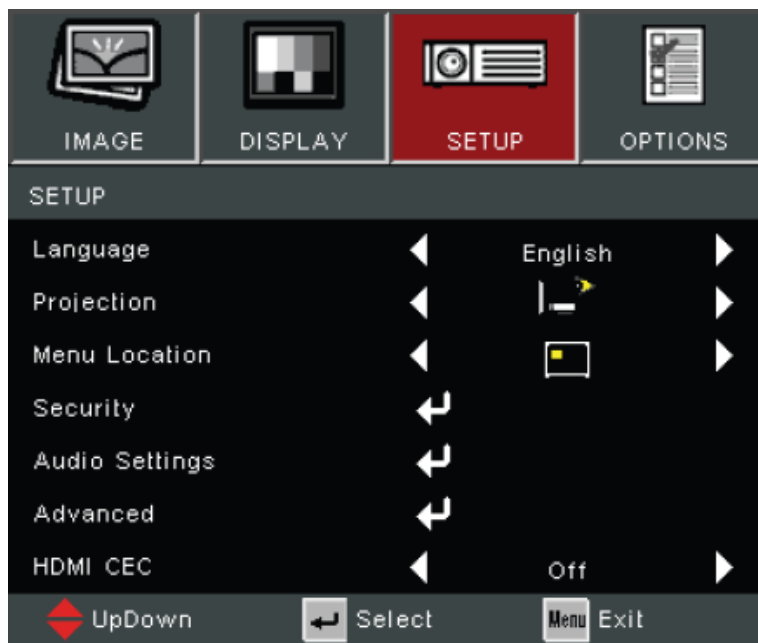 IMAGE DISPLAY SETUP OPTIONS
SETUP
Language English
Projection
Menu Location
Security
Audio Settings
Advanced
HDMI CEC Off
UpDown Select Menu Exit